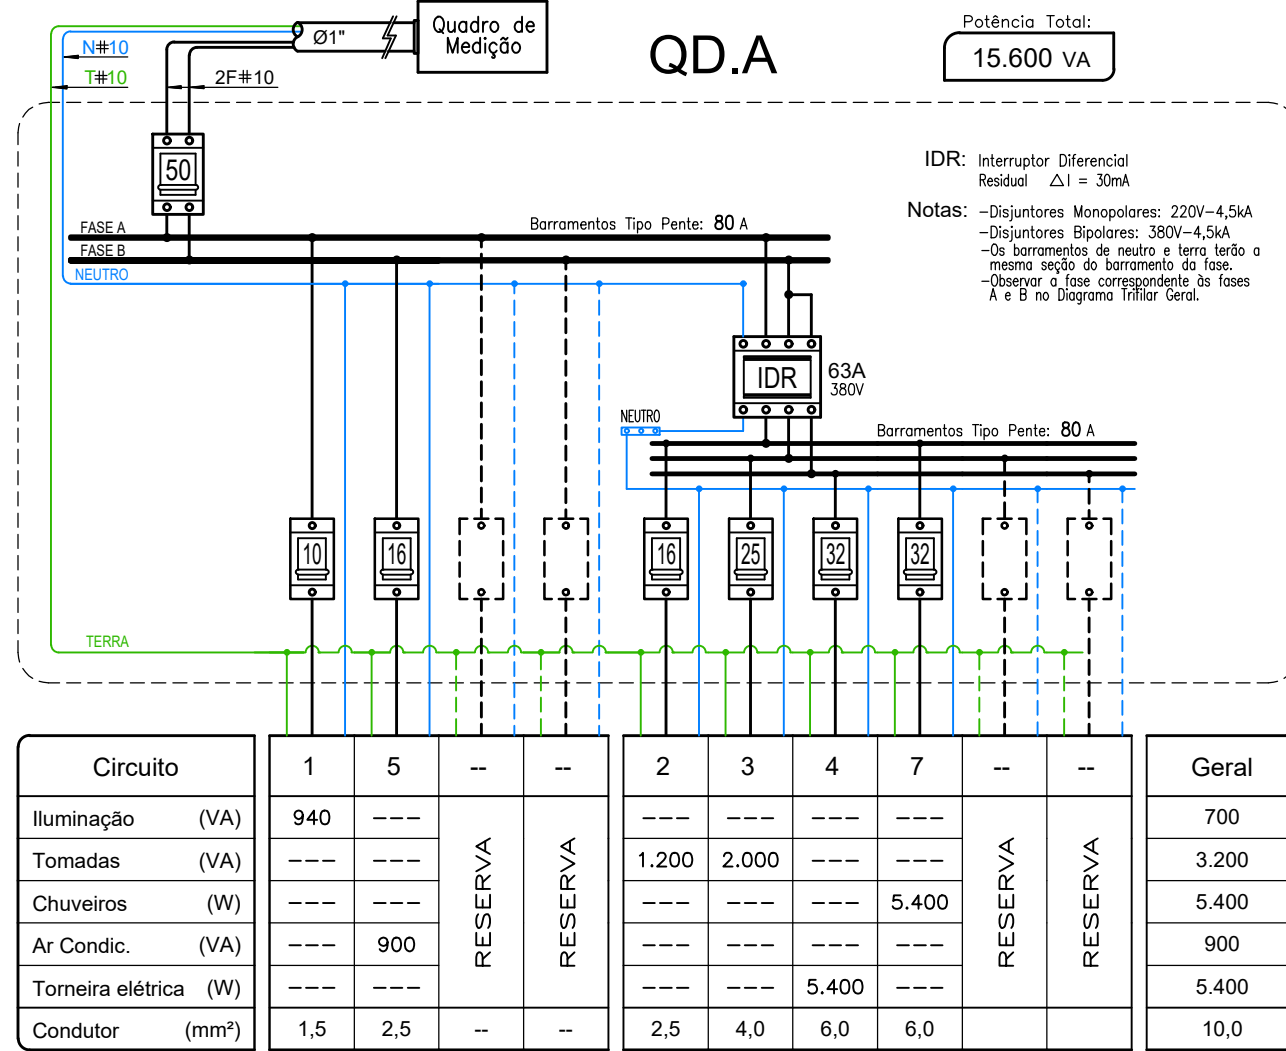 Quadro de
Medição
Ø1"
QD.A
Potência Total:
15.600 VA
N#10
T#10
2F#10
50
IDR: Interruptor Diferencial
Residual △I = 30mA
Notas: -Disjuntores Monopolares: 220V-4,5kA
-Disjuntores Bipolares: 380V-4,5kA
-Os barramentos de neutro e terra terão a
mesma seção do barramento da fase.
-Observar a fase correspondente às fases
A e B no Diagrama Trifilar Geral.
FASE A
Barramentos Tipo Pente: 80 A
FASE B
NEUTRO
IDR
63A
380V
NEUTRO
Barramentos Tipo Pente: 80 A
10 16 16 25 32 32
TERRA
Circuito 1 5 -- -- 2 3 4 7 -- -- Geral
Iluminação (VA) 940 --- --- --- --- --- 700
Tomadas (VA) --- --- 1.200 2.000 --- --- 3.200
Chuveiros (W) --- --- --- --- --- 5.400 5.400
Ar Condic. (VA) --- 900 --- --- --- --- 900
Torneira elétrica (W) --- --- --- --- 5.400 --- 5.400
RESERVA
RESERVA
RESERVA
RESERVA
Condutor (mm²) 1,5 2,5 -- -- 2,5 4,0 6,0 6,0 10,0